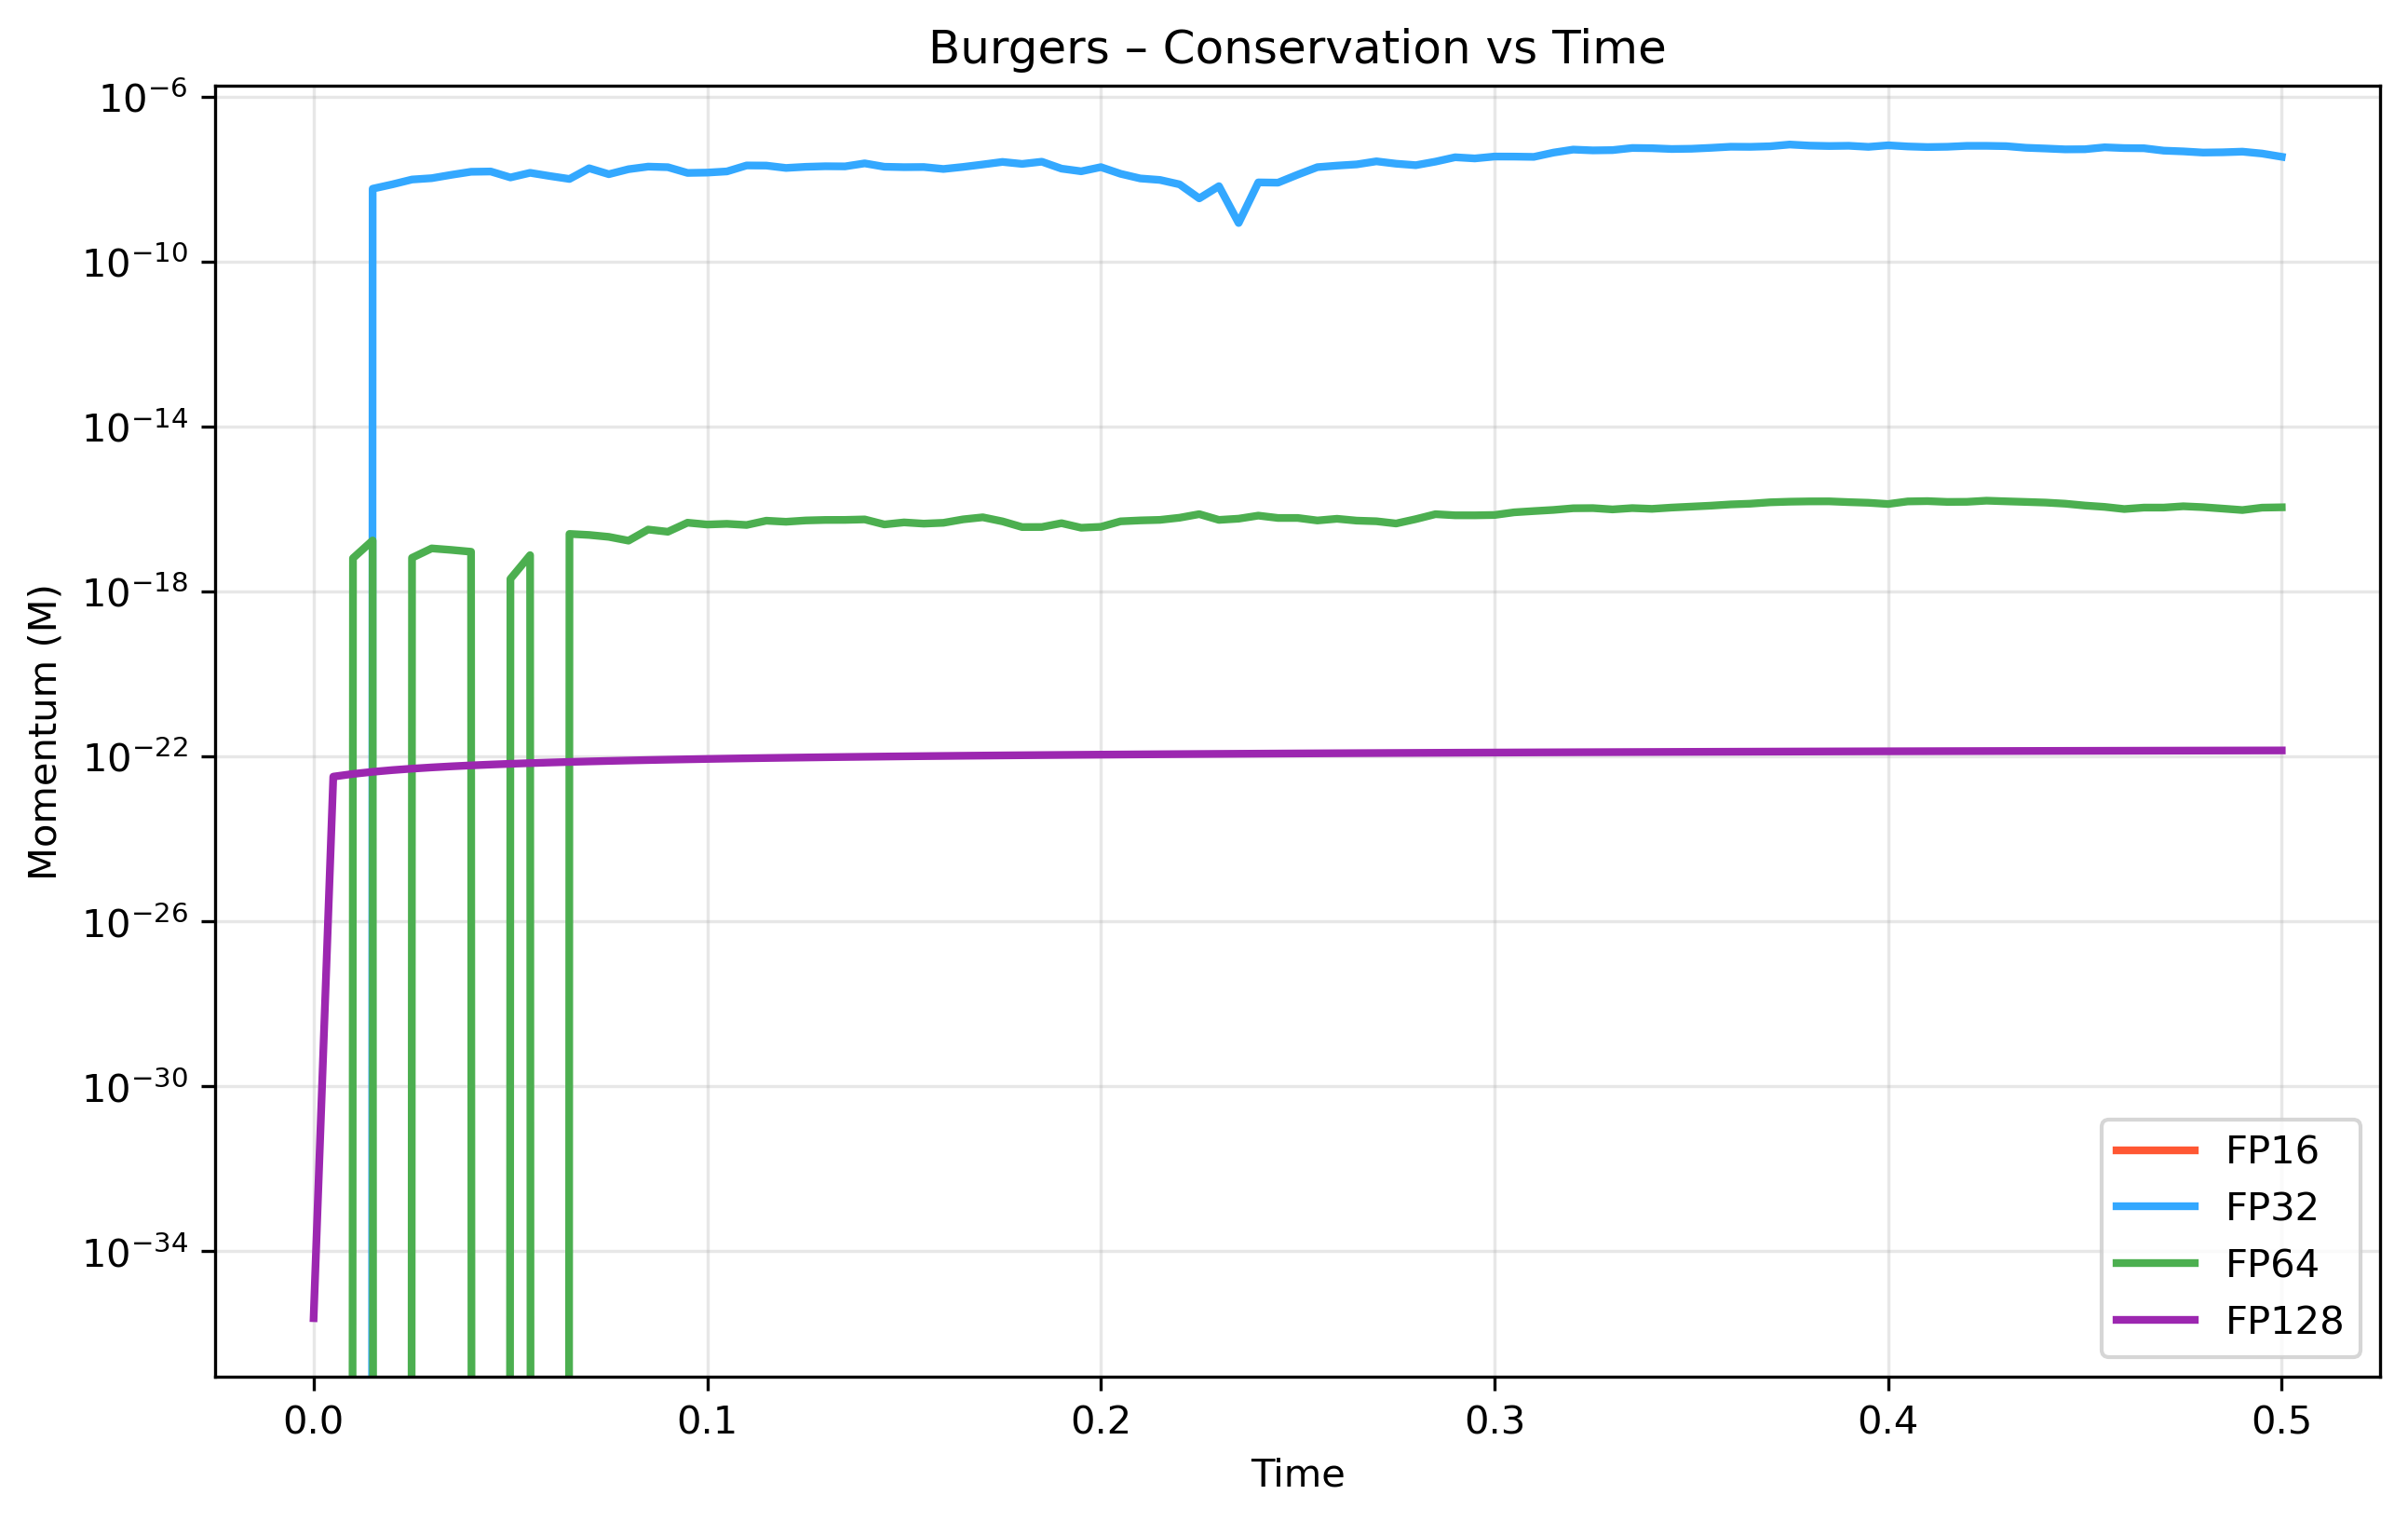 Burgers – Conservation vs Time
Momentum (M)
10⁻⁶
10⁻¹⁰
10⁻¹⁴
10⁻¹⁸
10⁻²²
10⁻²⁶
10⁻³⁰
10⁻³⁴
0.0 0.1 0.2 0.3 0.4 0.5
Time
FP16
FP32
FP64
FP128